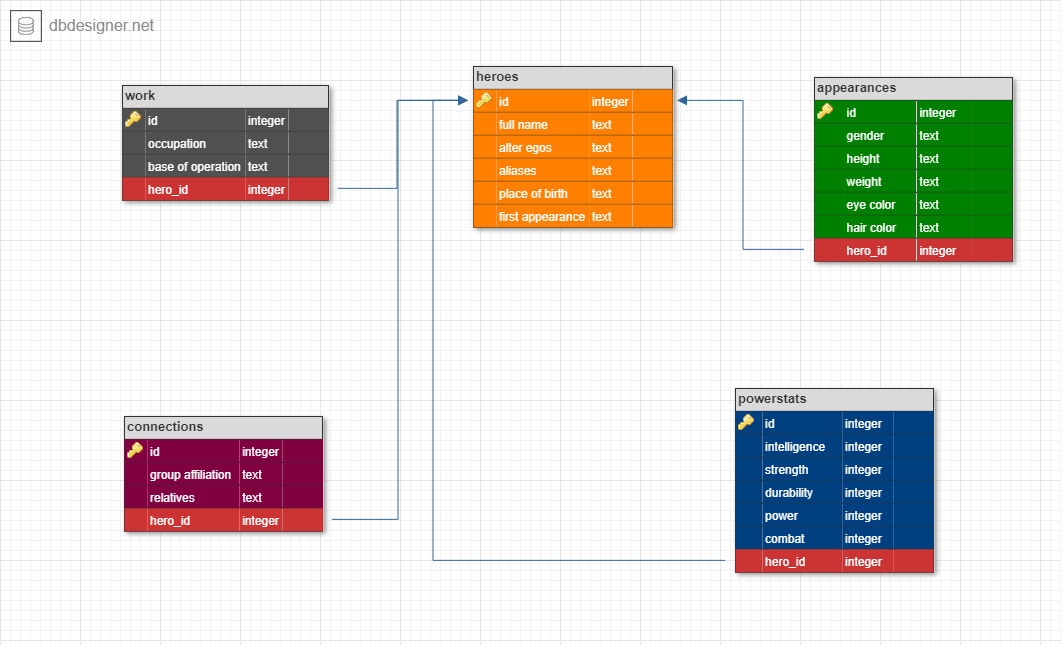 dbdesigner.net
work
id integer
occupation text
base of operation text
hero_id integer
heroes
id integer
full name text
alter egos text
aliases text
place of birth text
first appearance text
appearances
id integer
gender text
height text
weight text
eye color text
hair color text
hero_id integer
connections
id integer
group affiliation text
relatives text
hero_id integer
powerstats
id integer
intelligence integer
strength integer
durability integer
power integer
combat integer
hero_id integer